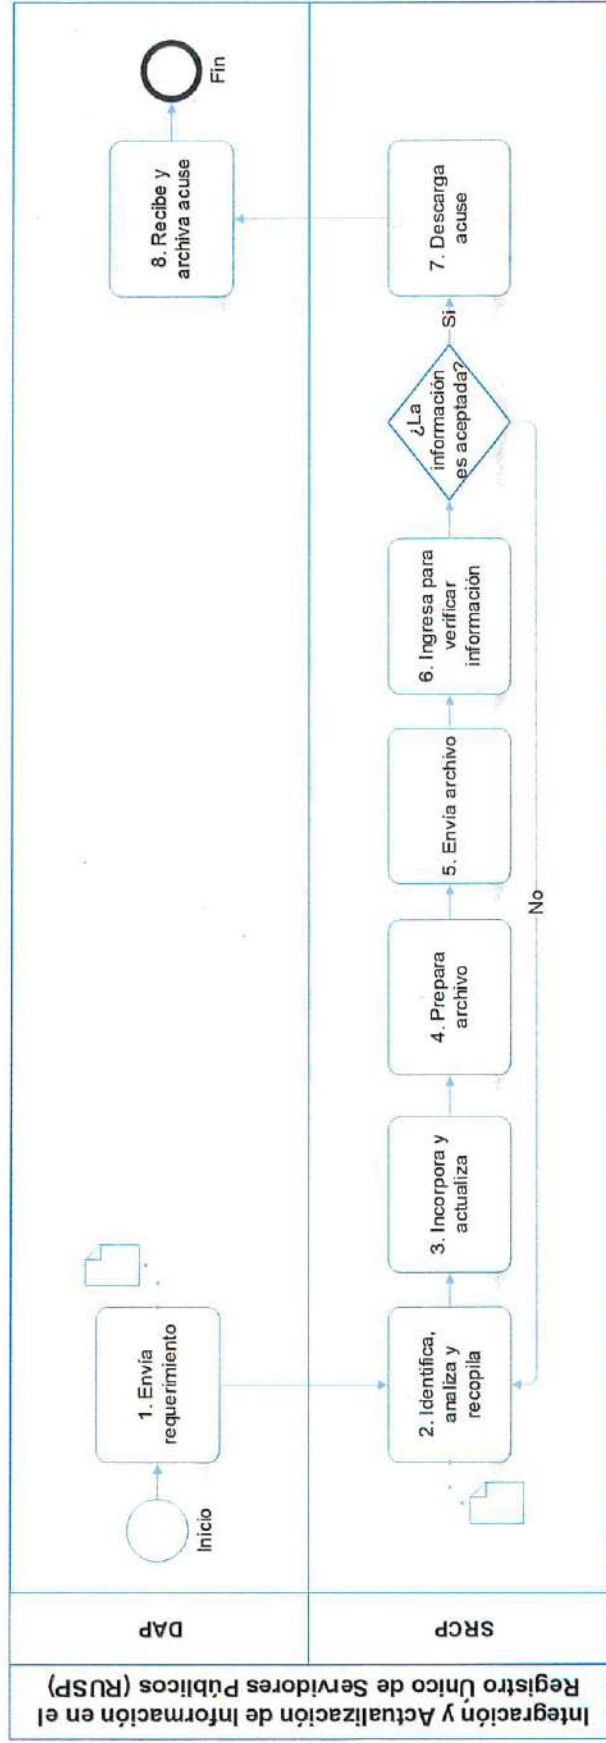 Integración y Actualización de Información en el
Registro Único de Servidores Públicos (RUSP)
DAP
Inicio
1. Envía
requerimiento
8. Recibe y
archiva acuse
Fin
SRCP
2. Identifica,
analiza y
recopila
3. Incorpora y
actualiza
4. Prepara
archivo
5. Envía archivo
6. Ingresa para
verificar
información
¿La
información
es aceptada?
Si
No
7. Descarga
acuse